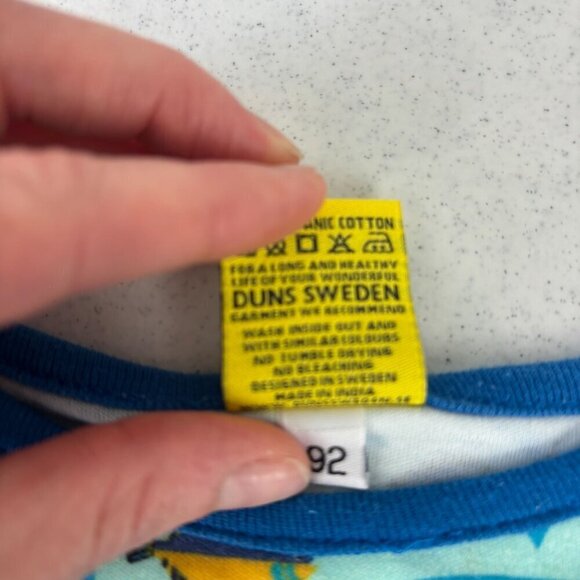 COTTON
FOR A LONG AND HEALTHY
LIFE OF YOUR WONDERFUL
DUNS SWEDEN
GARMENT WE RECOMMEND
WASH INSIDE OUT AND
WITH SIMILAR COLOURS
NO TUMBLE DRYING
NO BLEACHING
DESIGNED IN SWEDEN
MADE IN INDIA
92